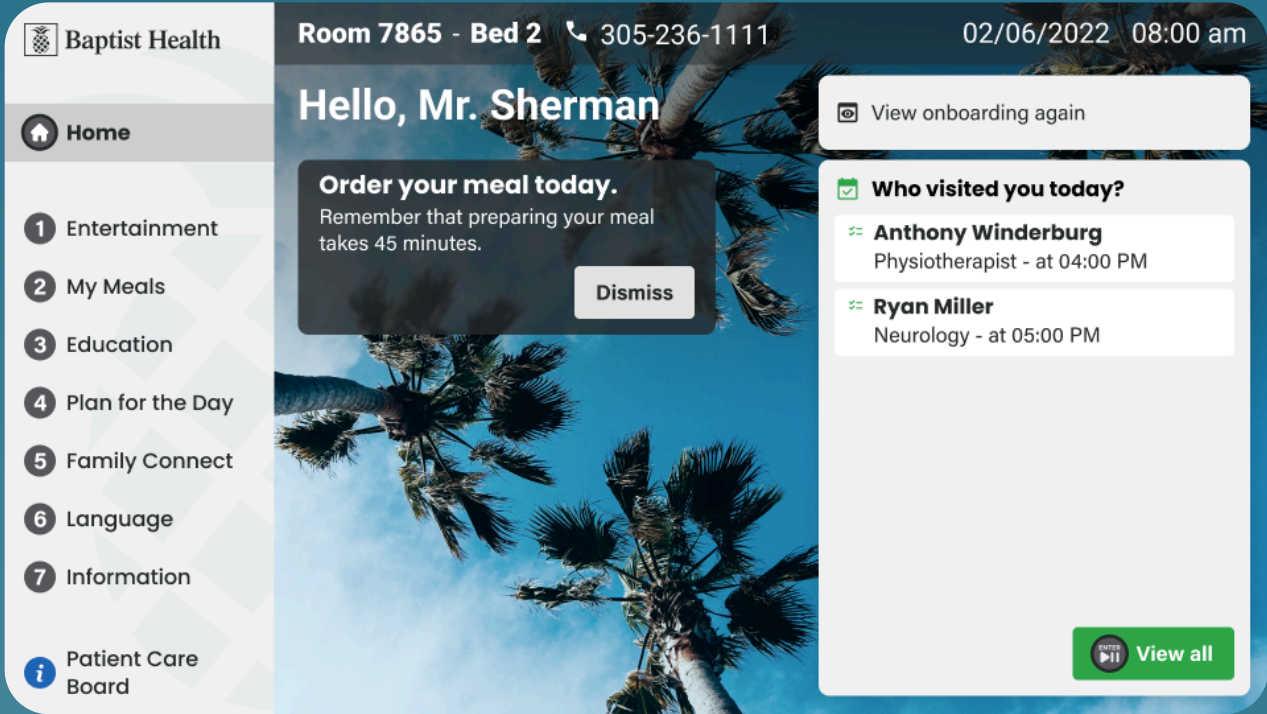 Baptist Health
Room 7865 - Bed 2 305-236-1111
02/06/2022 08:00 am
Home
1 Entertainment
2 My Meals
3 Education
4 Plan for the Day
5 Family Connect
6 Language
7 Information
i Patient Care
Board
Hello, Mr. Sherman
Order your meal today.
Remember that preparing your meal
takes 45 minutes.
Dismiss
View onboarding again
Who visited you today?
Anthony Winderburg
Physiotherapist - at 04:00 PM
Ryan Miller
Neurology - at 05:00 PM
ENTER
View all